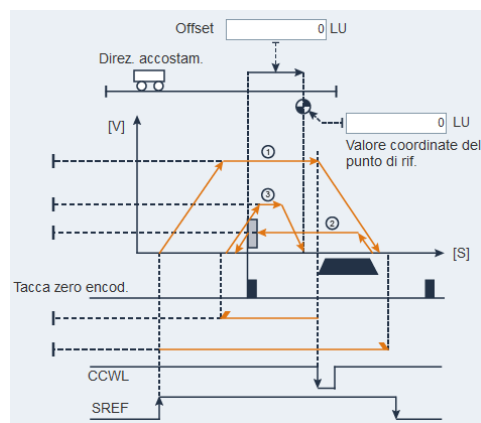 Offset 0 LU
Direz. accostam.
[V]
0 LU
Valore coordinate del
punto di rif.
1
3
2
[S]
Tacca zero encod.
CCWL
SREF